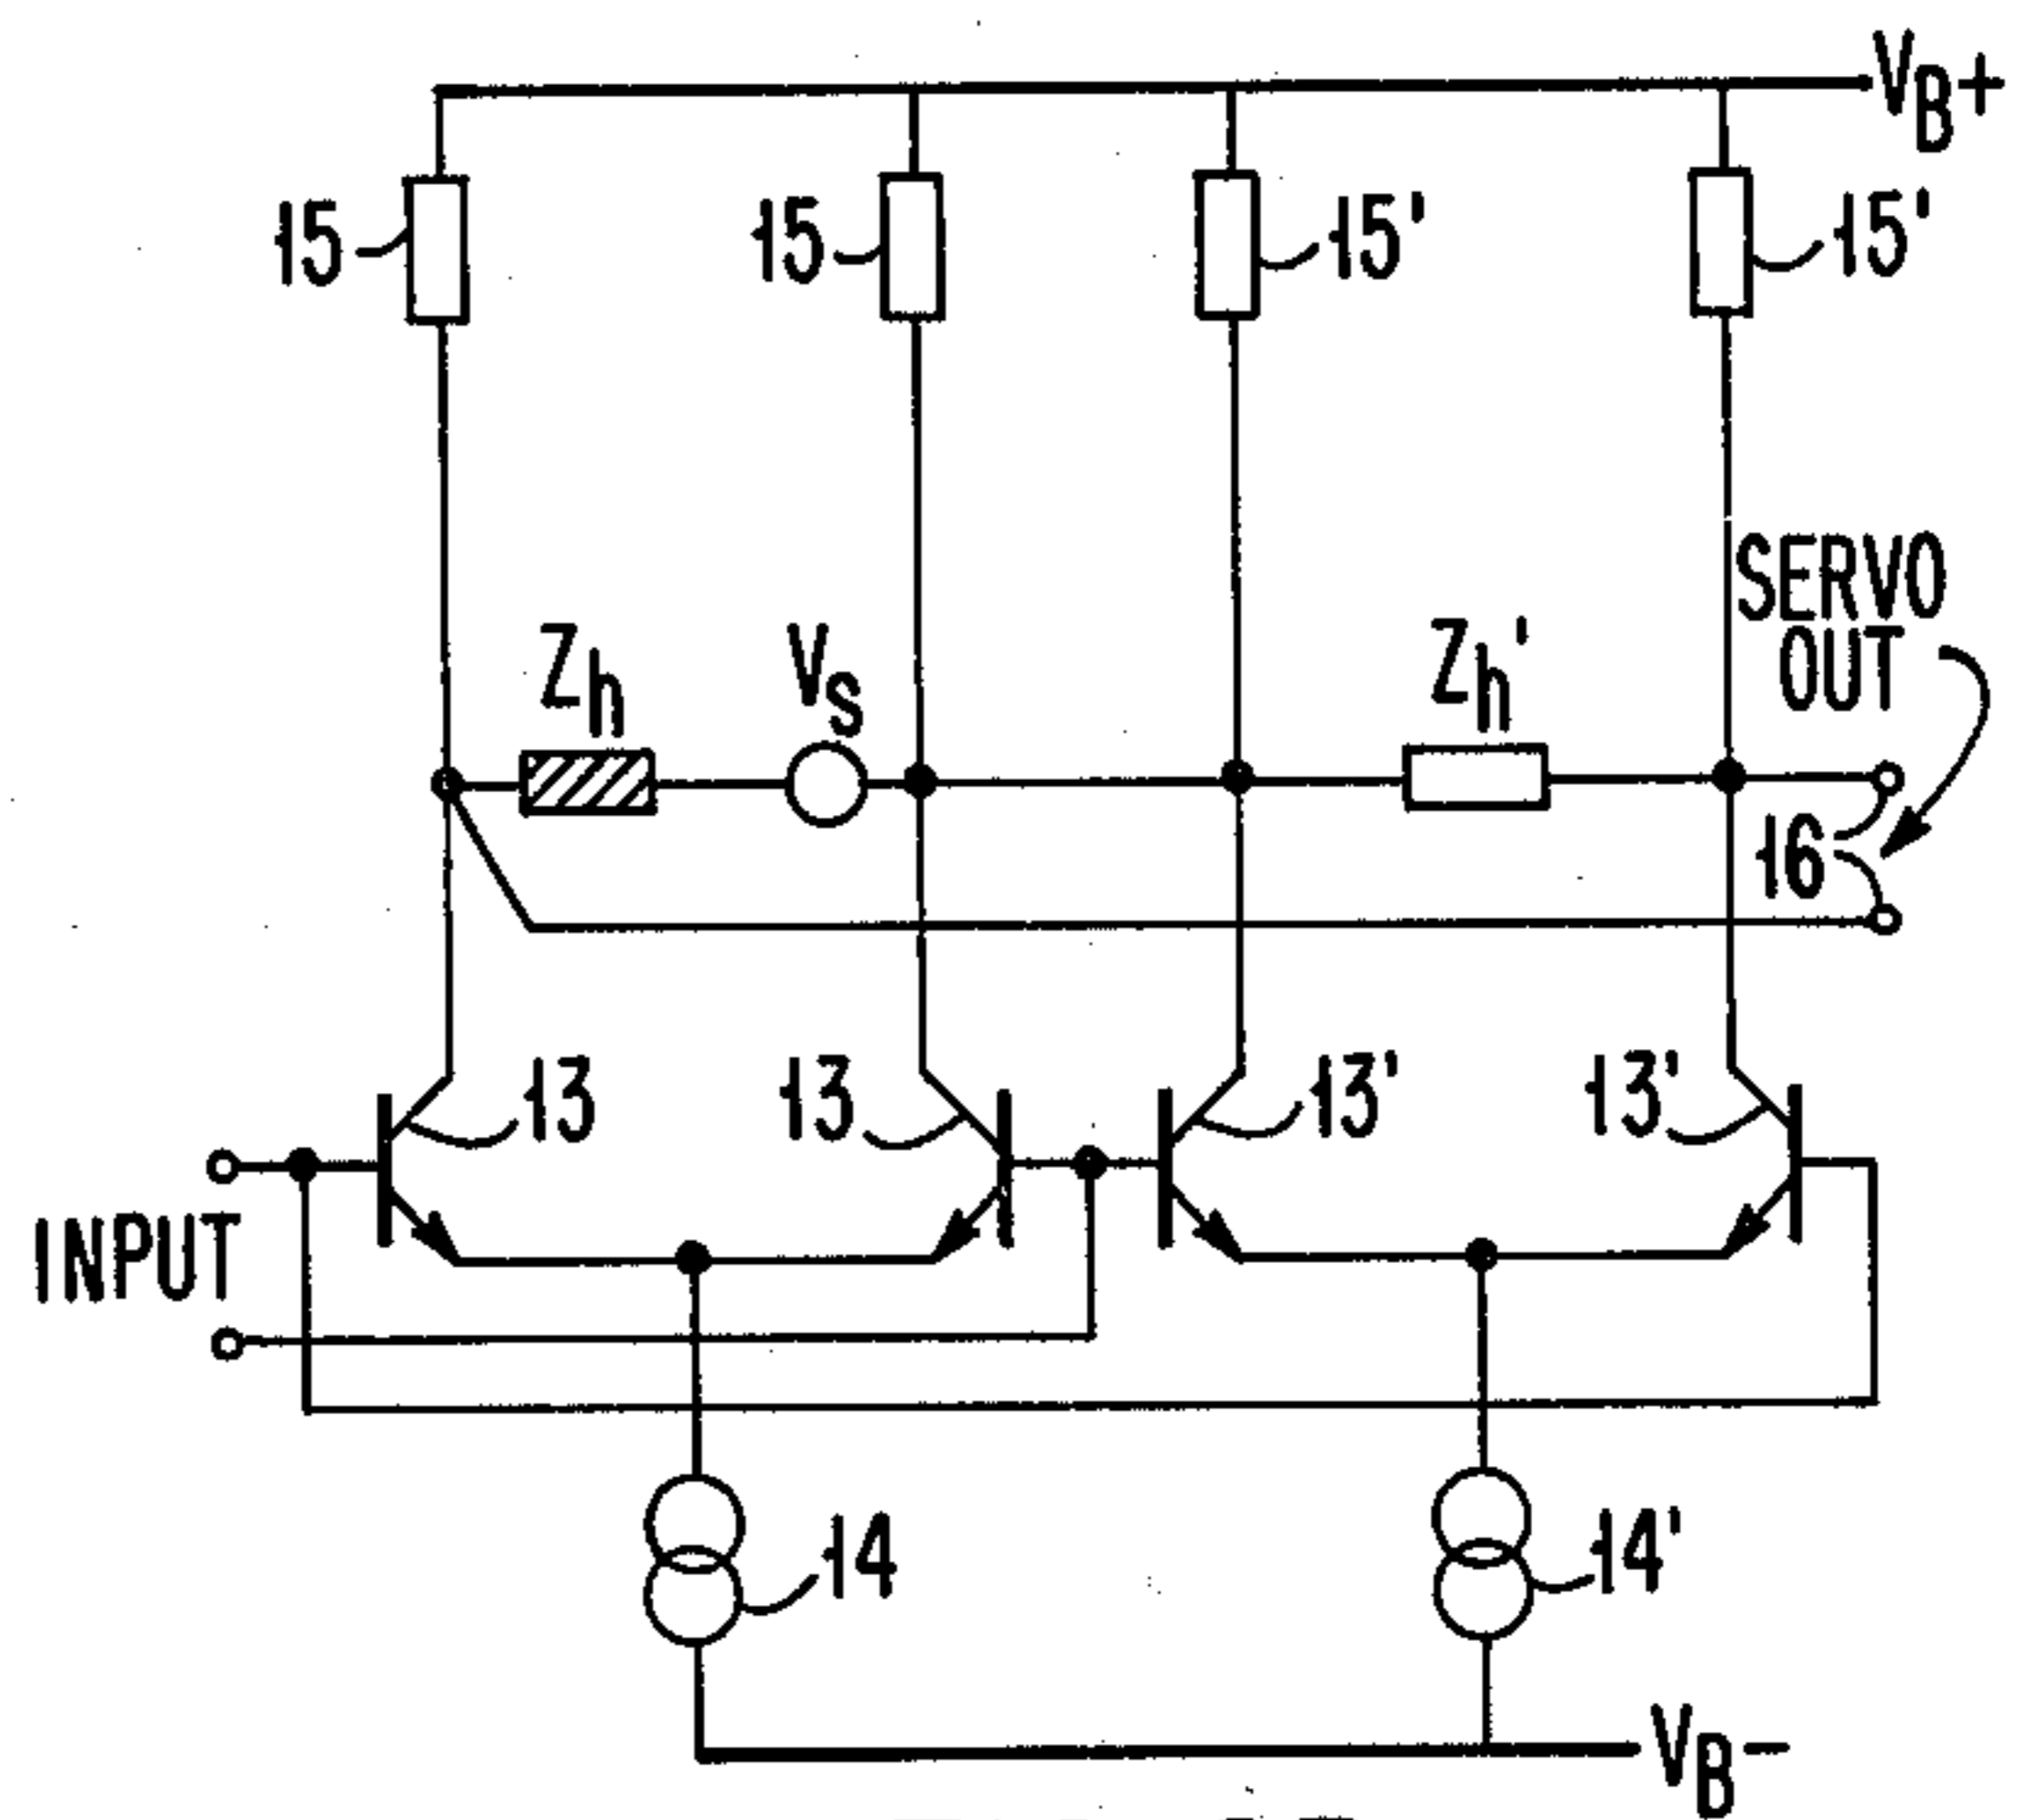 VB+
15
15
15'
15'
SERVO
OUT
Zh
Vs
Zh'
16
13
13
13'
13'
INPUT
14
14'
VB-